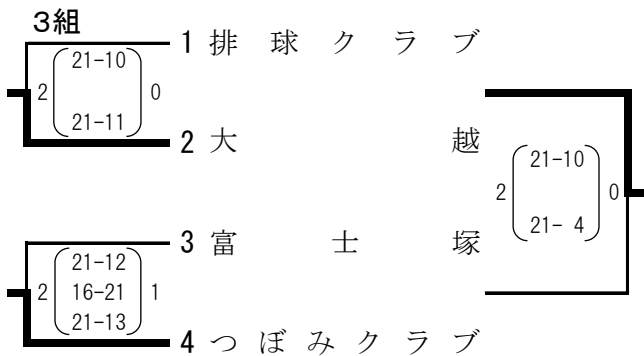 3組
1 排球クラブ
2 ( 21-10 21-11 ) 0
2 大越
2 ( 21-10 21- 4 ) 0
3 富士塚
2 ( 21-12 16-21 21-13 ) 1
4 つぼみクラブ